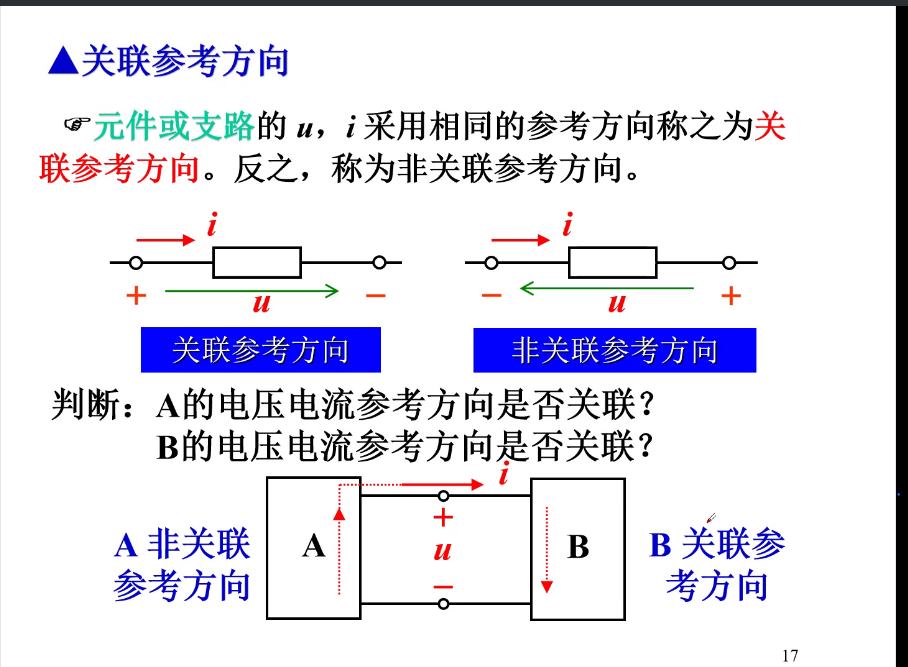 ▲关联参考方向
☞元件或支路的 u，i 采用相同的参考方向称之为关
联参考方向。反之，称为非关联参考方向。
i
+ u −
关联参考方向
i
− u +
非关联参考方向
判断：A的电压电流参考方向是否关联？
B的电压电流参考方向是否关联？
i
A 非关联
参考方向
A
+
u
−
B
B 关联参
考方向
17